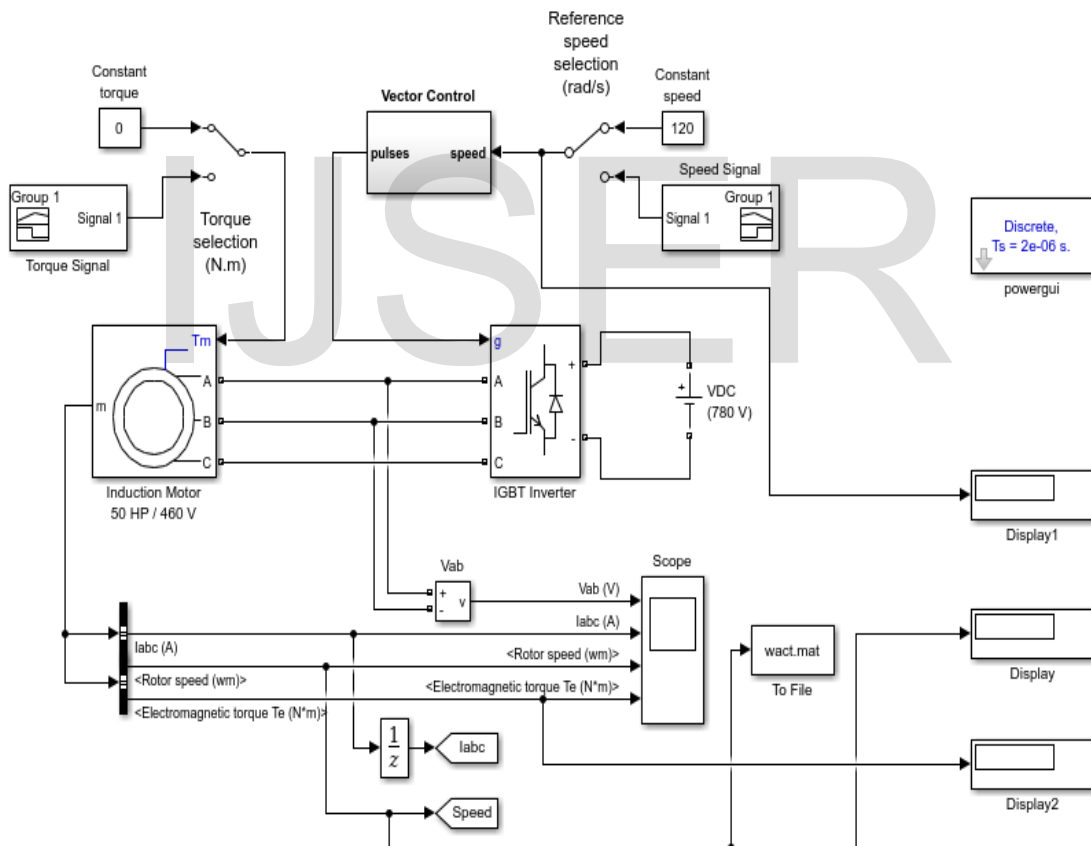 Reference
speed
selection
(rad/s)
Constant
torque
0
Vector Control
pulses
speed
Constant
speed
120
Group 1
Signal 1
Torque Signal
Torque
selection
(N.m)
Speed Signal
Group 1
Signal 1
Discrete,
Ts = 2e-06 s.
powergui
IJSER
Tm
m
A
B
C
Induction Motor
50 HP / 460 V
g
A
B
C
+
-
IGBT Inverter
+
VDC
(780 V)
Display1
Vab
+
-
v
Scope
Vab (V)
Iabc (A)
<Rotor speed (wm)>
<Electromagnetic torque Te (N*m)>
Iabc (A)
<Rotor speed (wm)>
<Electromagnetic torque Te (N*m)>
wact.mat
To File
Display
1
z
Iabc
Speed
Display2